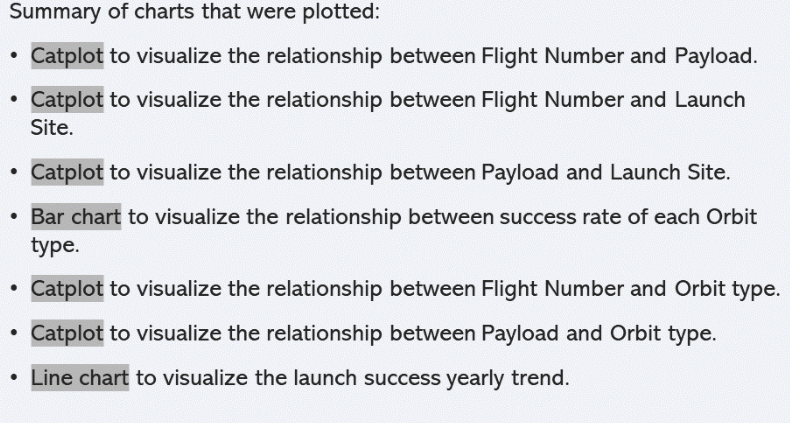 Summary of charts that were plotted:
• Catplot to visualize the relationship between Flight Number and Payload.
• Catplot to visualize the relationship between Flight Number and Launch
Site.
• Catplot to visualize the relationship between Payload and Launch Site.
• Bar chart to visualize the relationship between success rate of each Orbit
type.
• Catplot to visualize the relationship between Flight Number and Orbit type.
• Catplot to visualize the relationship between Payload and Orbit type.
• Line chart to visualize the launch success yearly trend.